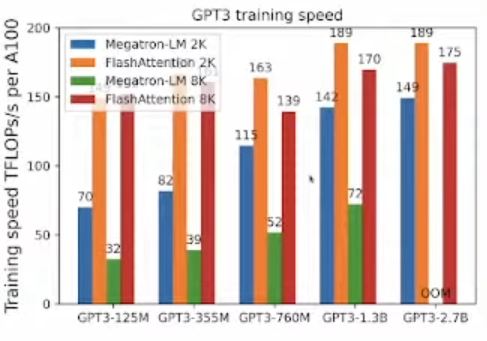 GPT3 training speed
Training speed TFLOPs/s per A100
200
150
100
50
0
Megatron-LM 2K
FlashAttention 2K
Megatron-LM 8K
FlashAttention 8K
70
32
82
39
115
163
52
139
142
189
72
170
149
189
OOM
175
GPT3-125M
GPT3-355M
GPT3-760M
GPT3-1.3B
GPT3-2.7B